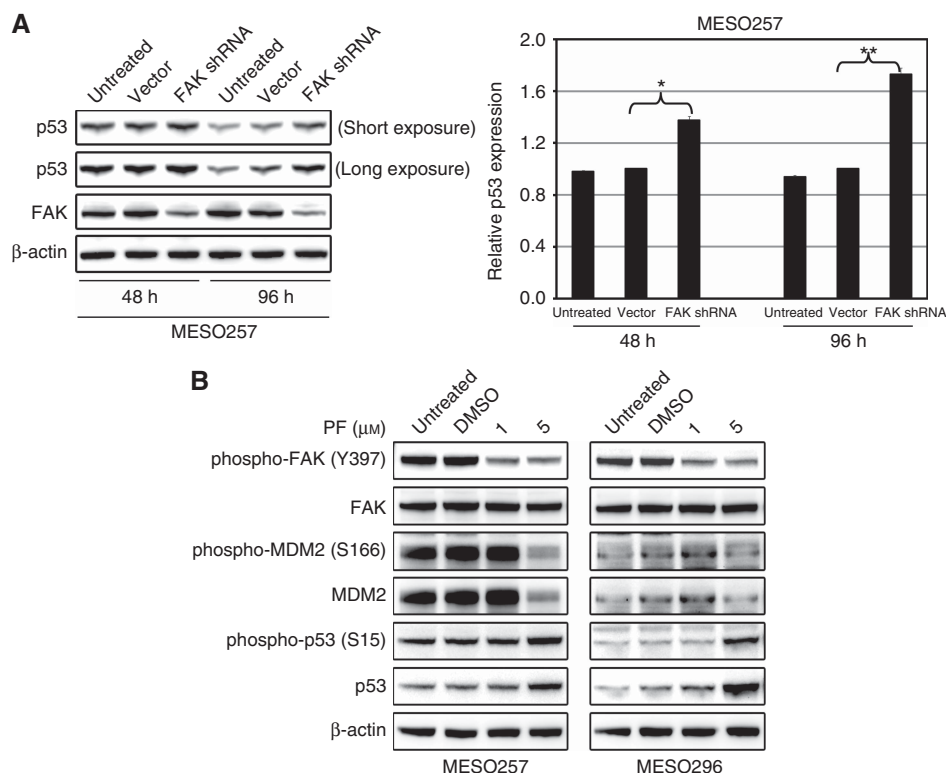 A
Untreated
Vector
FAK shRNA
Untreated
Vector
FAK shRNA
p53
(Short exposure)
p53
(Long exposure)
FAK
β-actin
48 h
96 h
MESO257
MESO257
Relative p53 expression
2.0
1.6
1.2
0.8
0.4
0.0
*
**
Untreated
Vector
FAK shRNA
Untreated
Vector
FAK shRNA
48 h
96 h
B
PF (μM)
Untreated
DMSO
1
5
Untreated
DMSO
1
5
phospho-FAK (Y397)
FAK
phospho-MDM2 (S166)
MDM2
phospho-p53 (S15)
p53
β-actin
MESO257
MESO296